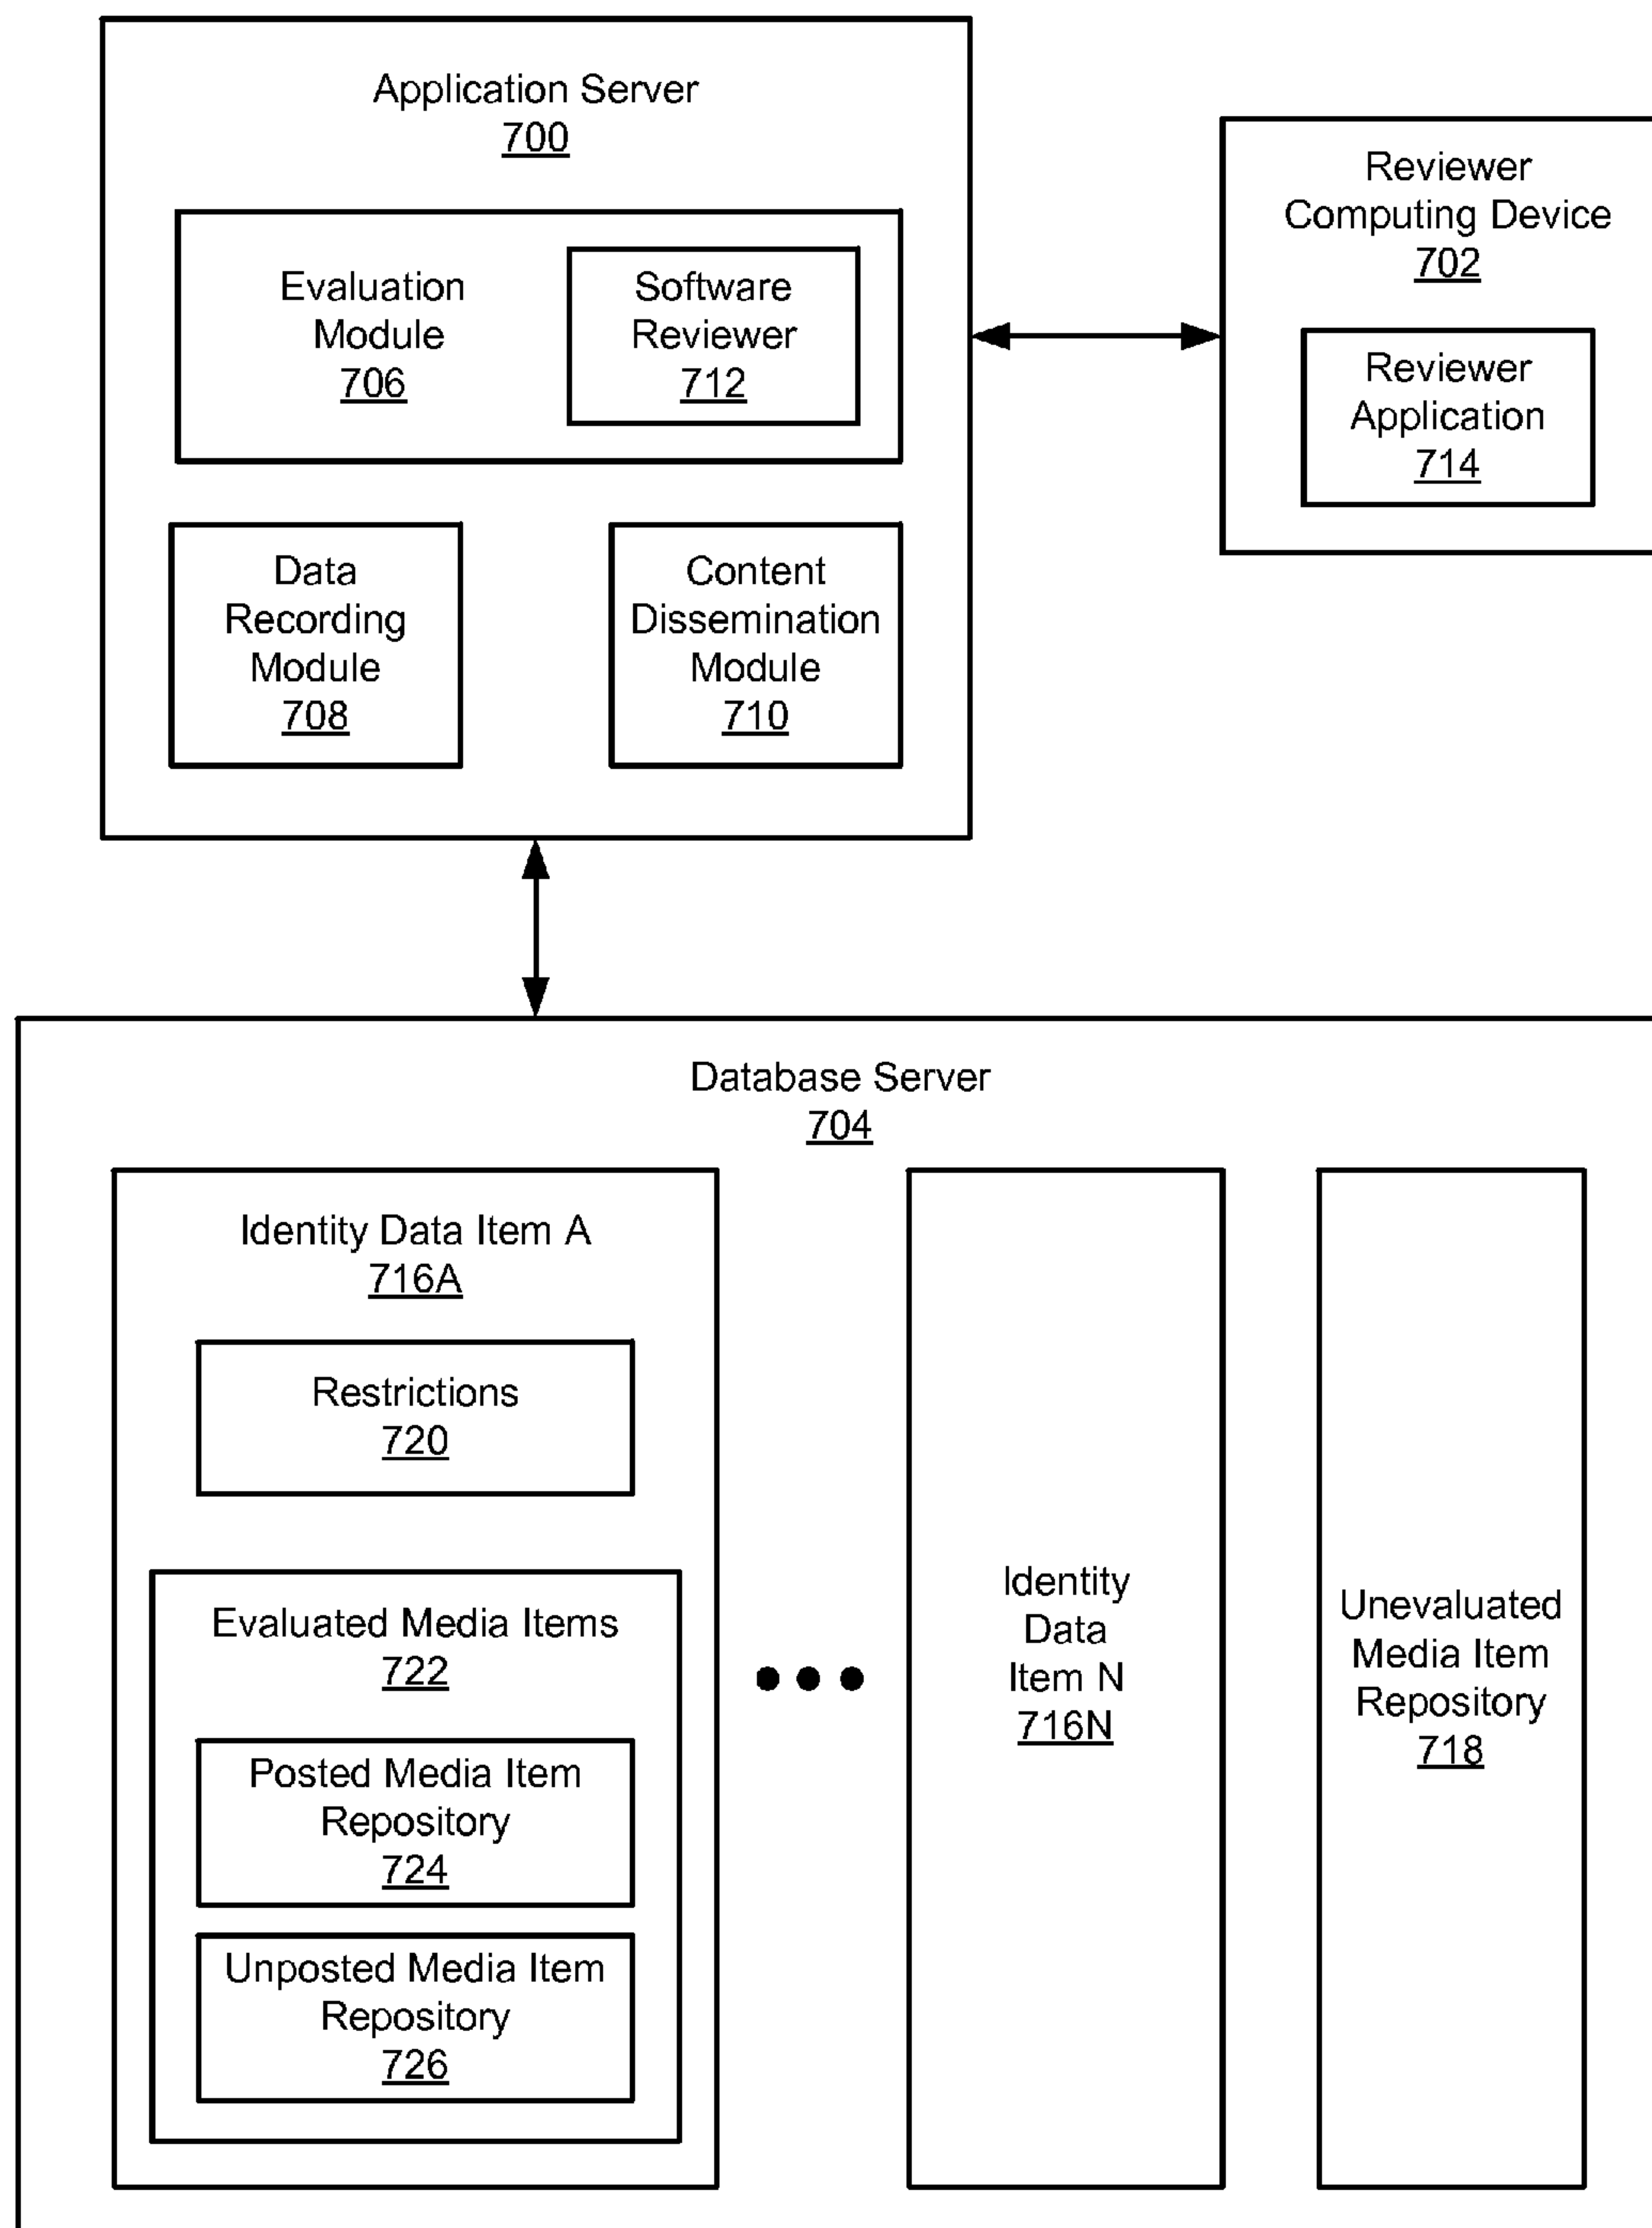 Application Server
700
Evaluation
Module
706
Software
Reviewer
712
Data
Recording
Module
708
Content
Dissemination
Module
710
Reviewer
Computing Device
702
Reviewer
Application
714
Database Server
704
Identity Data Item A
716A
Restrictions
720
Evaluated Media Items
722
Posted Media Item
Repository
724
Unposted Media Item
Repository
726
Identity
Data
Item N
716N
Unevaluated
Media Item
Repository
718